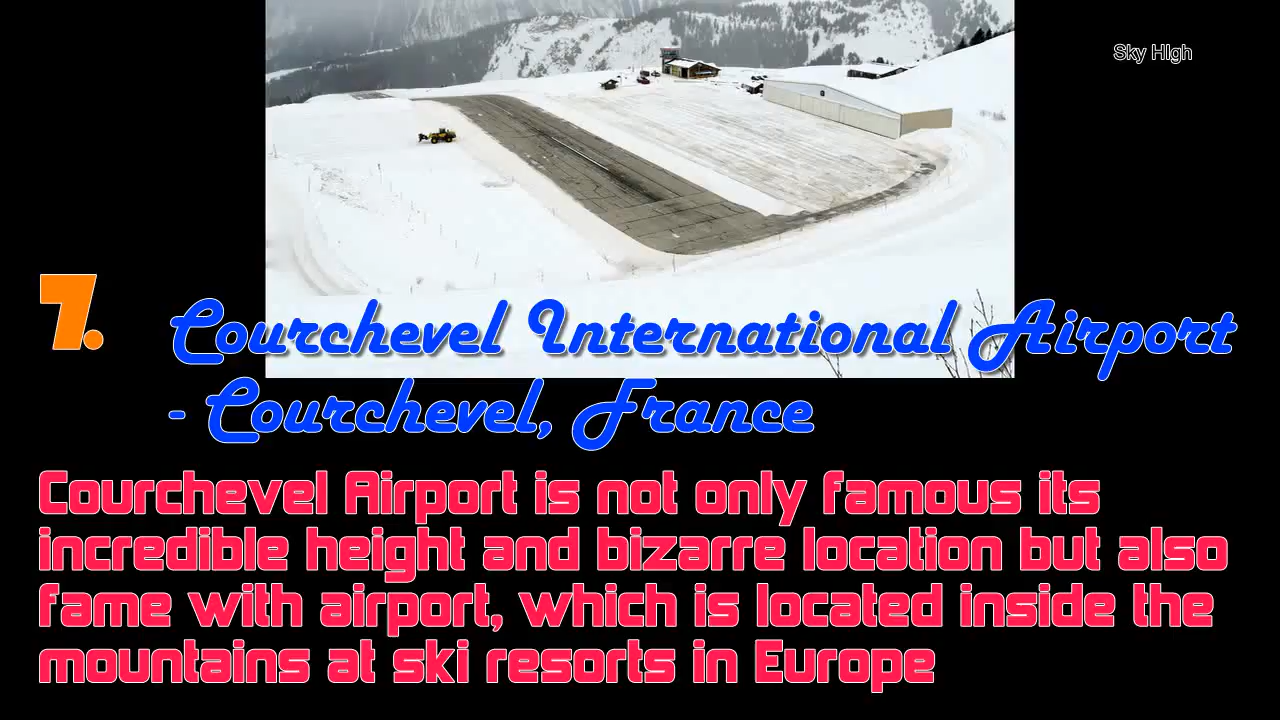 Sky HIgh
7.
Courchevel International Airport
- Courchevel, France
Courchevel Airport is not only famous its
incredible height and bizarre location but also
fame with airport, which is located inside the
mountains at ski resorts in Europe